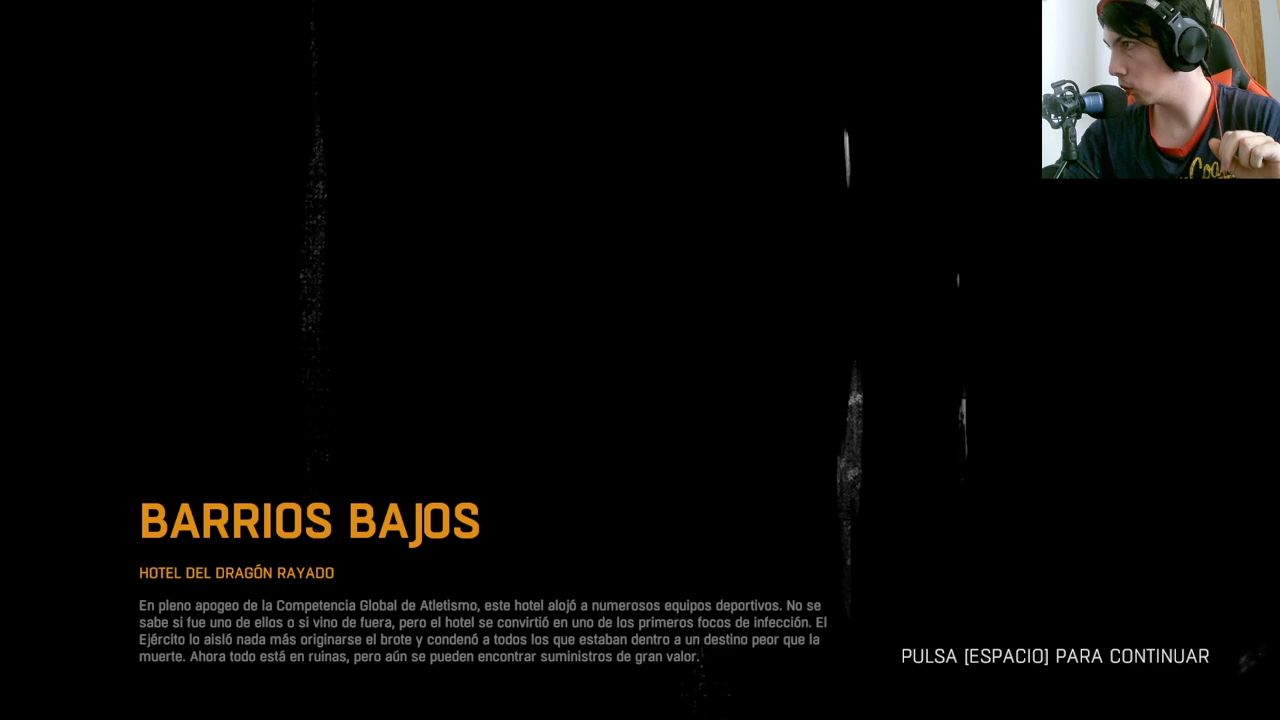 BARRIOS BAJOS
HOTEL DEL DRAGÓN RAYADO
En pleno apogeo de la Competencia Global de Atletismo, este hotel alojó a numerosos equipos deportivos. No se
sabe si fue uno de ellos o si vino de fuera, pero el hotel se convirtió en uno de los primeros focos de infección. El
Ejército lo aisló nada más originarse el brote y condenó a todos los que estaban dentro a un destino peor que la
muerte. Ahora todo está en ruinas, pero aún se pueden encontrar suministros de gran valor.
PULSA [ESPACIO] PARA CONTINUAR